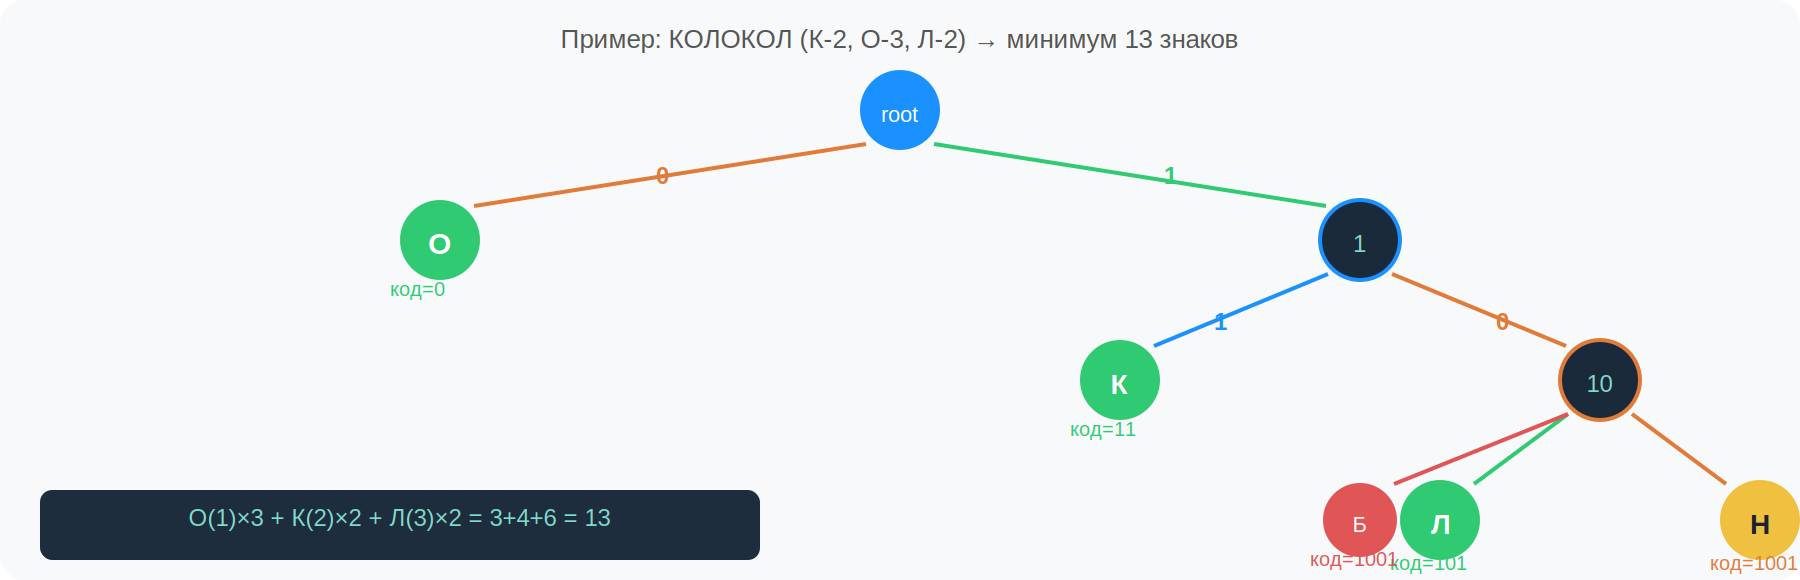 Пример: КОЛОКОЛ (К-2, О-3, Л-2) → минимум 13 знаков
root
0
1
О
1
код=0
1
0
К
10
код=11
О(1)×3 + К(2)×2 + Л(3)×2 = 3+4+6 = 13
Б
Л
Н
код=1001
код=101
код=1001